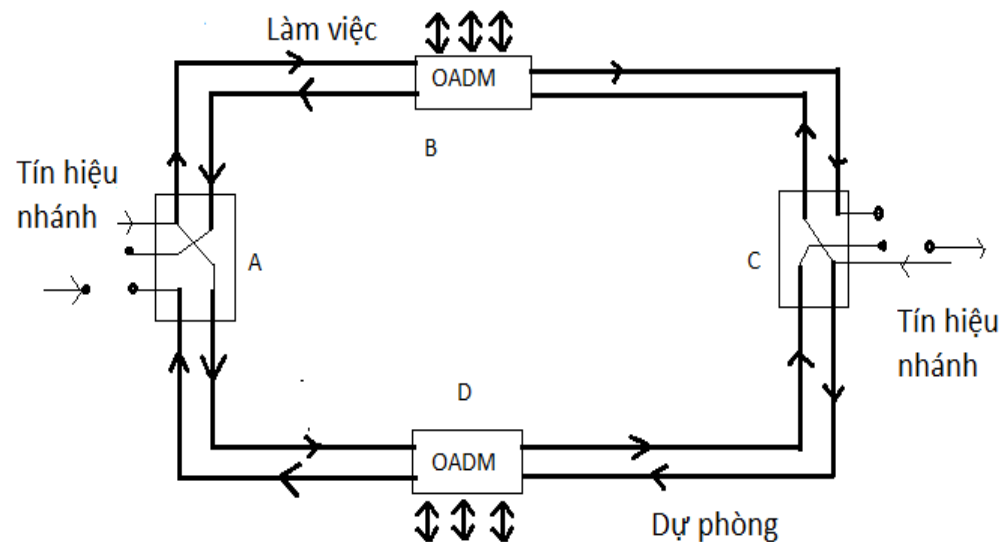 Làm việc
OADM
B
Tín hiệu
nhánh
A
C
Tín hiệu
nhánh
D
OADM
Dự phòng